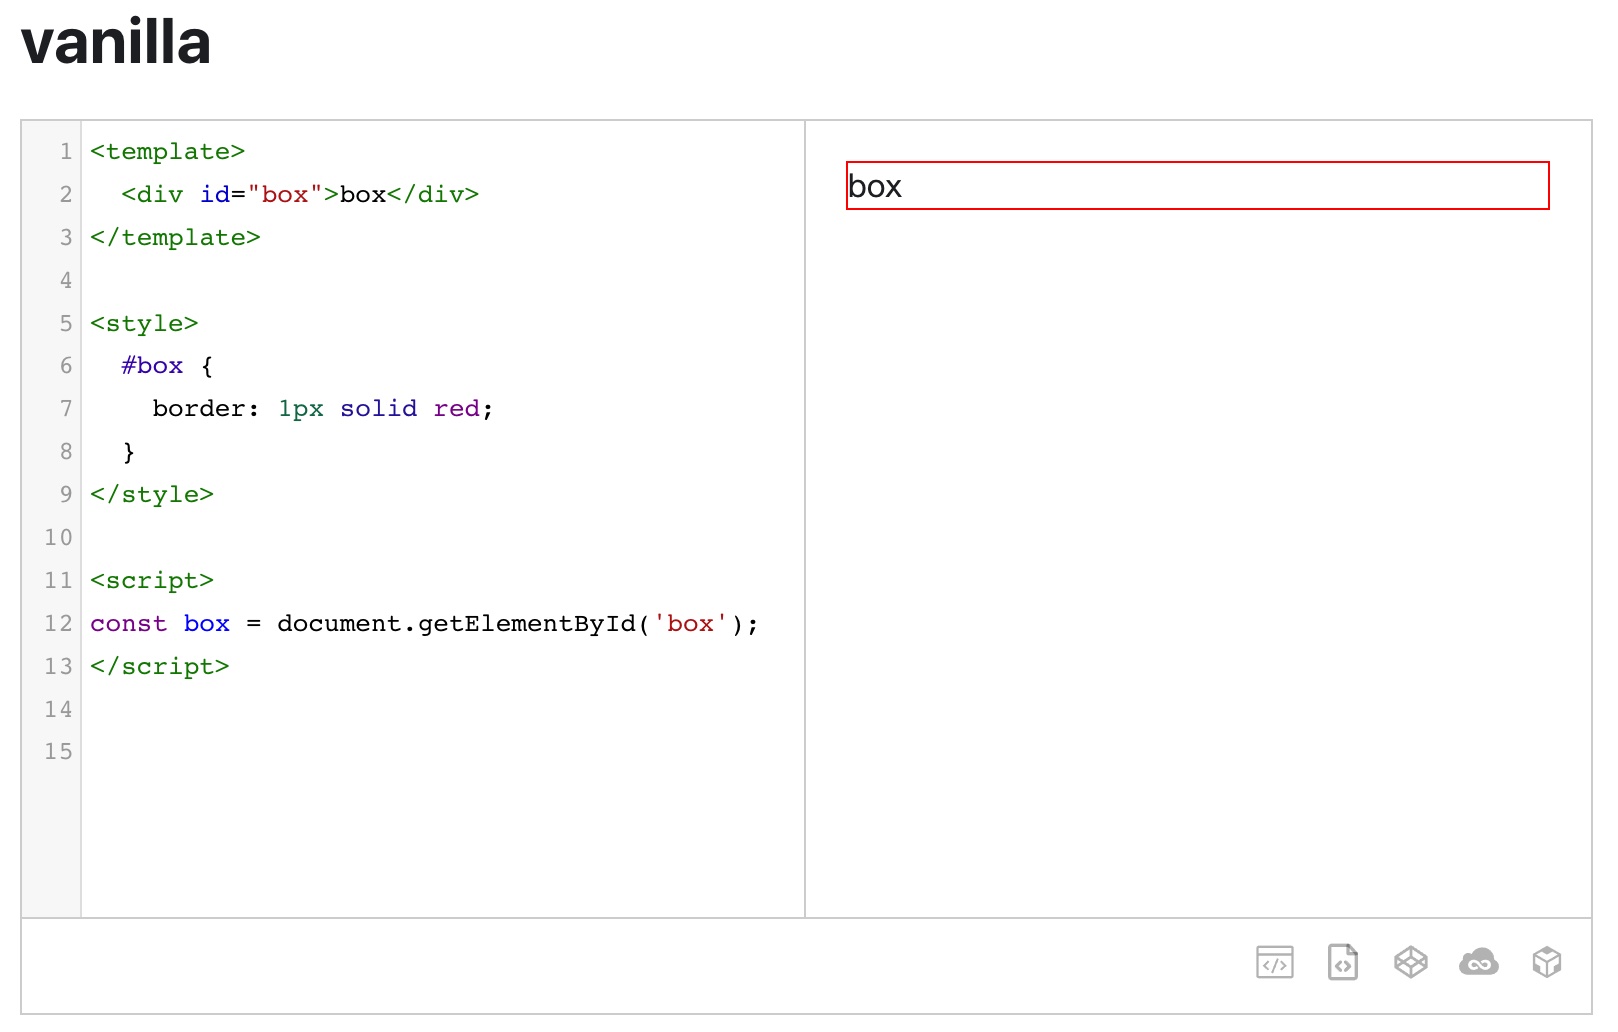 vanilla
1 <template>
2   <div id="box">box</div>
3 </template>
4
5 <style>
6   #box {
7     border: 1px solid red;
8   }
9 </style>
10
11 <script>
12 const box = document.getElementById('box');
13 </script>
14
15
box